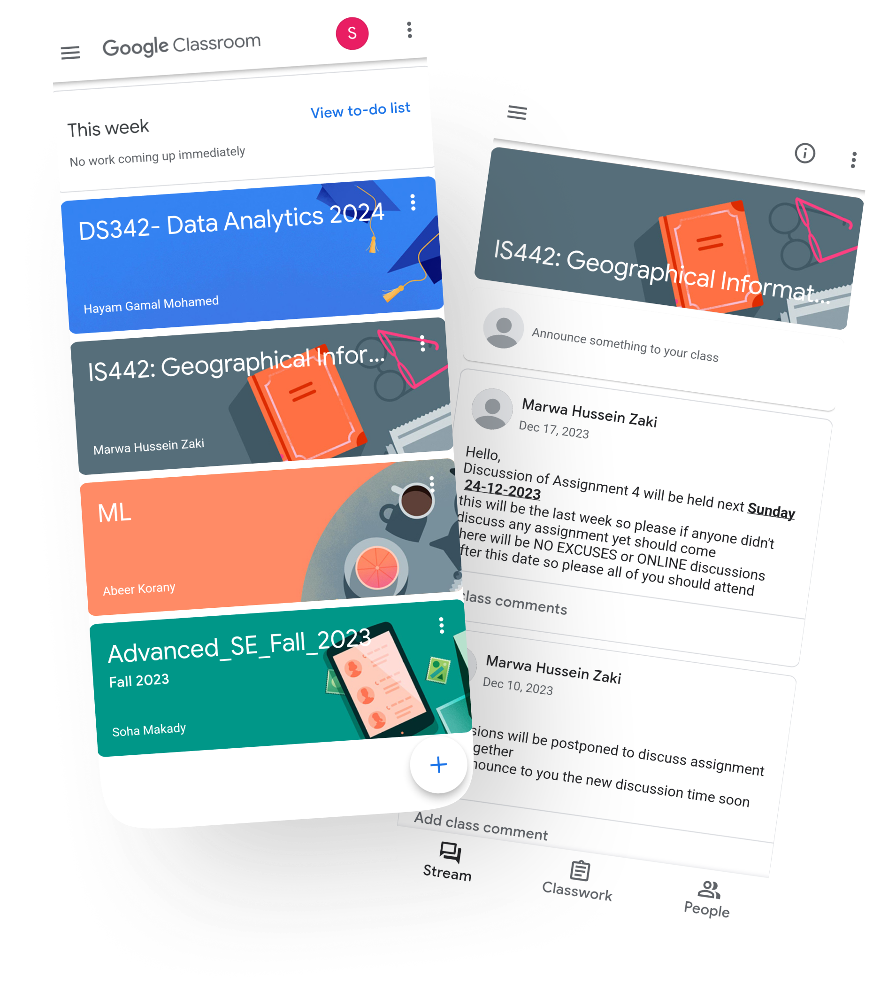 Google Classroom
S
This week
View to-do list
No work coming up immediately
DS342- Data Analytics 2024
Hayam Gamal Mohamed
IS442: Geographical Infor...
Marwa Hussein Zaki
ML
Abeer Korany
Advanced_SE_Fall_2023
Fall 2023
Soha Makady
IS442: Geographical Informat...
Announce something to your class
Marwa Hussein Zaki
Dec 17, 2023
Hello,
Discussion of Assignment 4 will be held next Sunday
24-12-2023
this will be the last week so please if anyone didn't
discuss any assignment yet should come
here will be NO EXCUSES or ONLINE discussions
fter this date so please all of you should attend
class comments
Marwa Hussein Zaki
Dec 10, 2023
sions will be postponed to discuss assignment
gether
nounce to you the new discussion time soon
Add class comment
Stream
Classwork
People